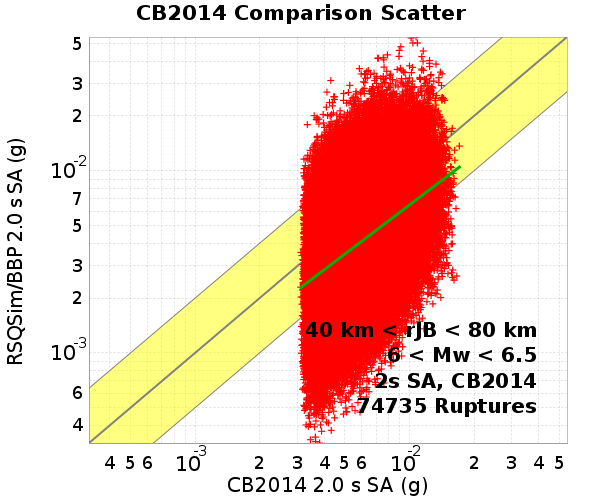 CB2014 Comparison Scatter
RSQSim/BBP 2.0 s SA (g)
5
3
2
10-2
7
5
3
2
10-3
6
4
40 km < rJB < 80 km
6 < Mw < 6.5
2s SA, CB2014
74735 Ruptures
4 5 6 10-3 2 3 4 5 6 10-2 2 3 4 5
CB2014 2.0 s SA (g)